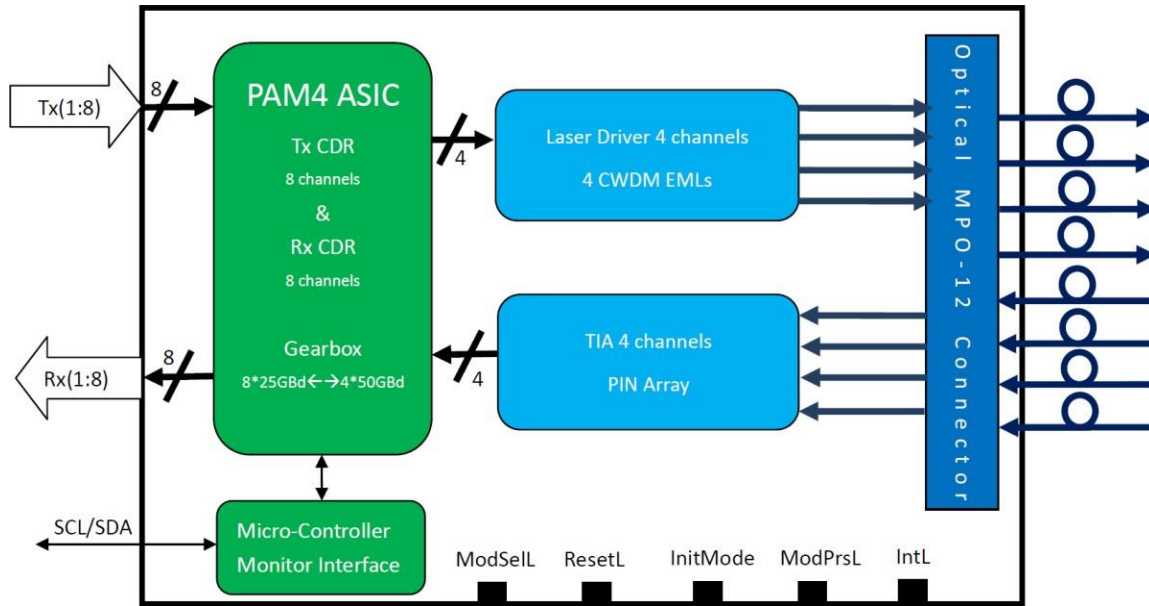 Tx(1:8)
8
PAM4 ASIC
Tx CDR
8 channels
&
Rx CDR
8 channels
Gearbox
8*25GBd←→4*50GBd
4
Laser Driver 4 channels
4 CWDM EMLs
Optical MPO-12 Connector
Rx(1:8)
8
4
TIA 4 channels
PIN Array
SCL/SDA
Micro-Controller
Monitor Interface
ModSelL
ResetL
InitMode
ModPrsL
IntL